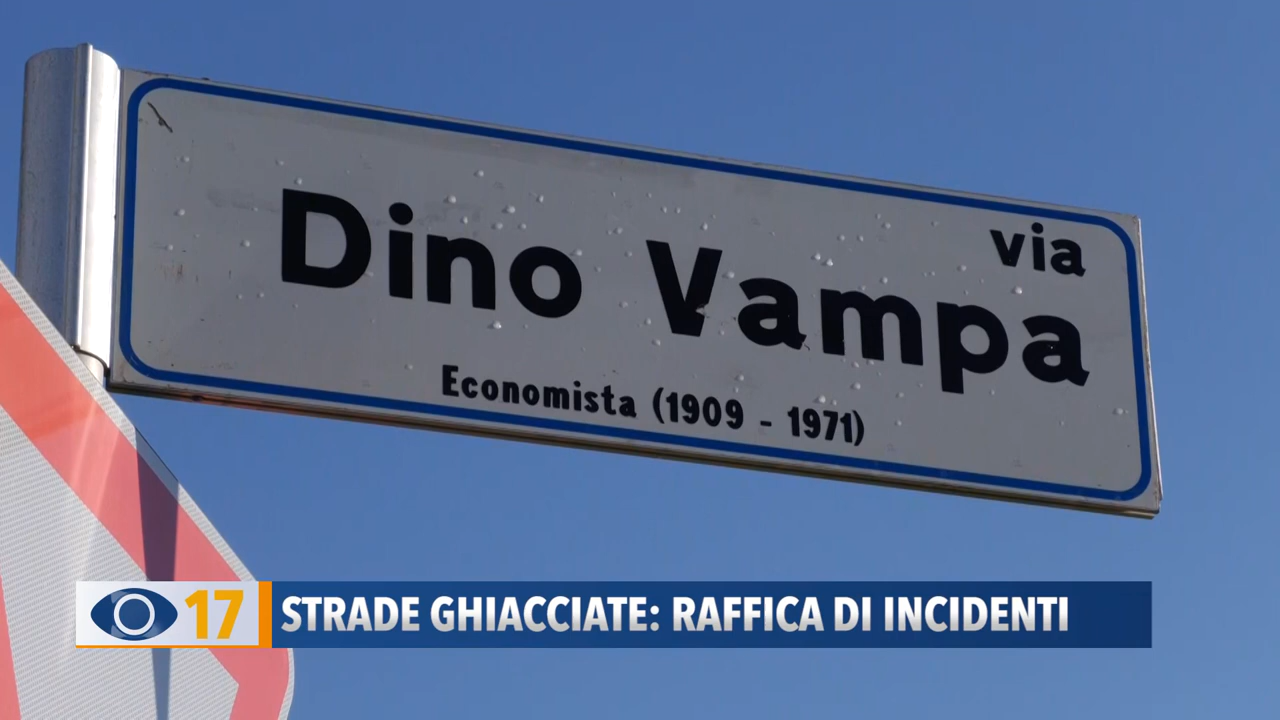 via
Dino Vampa
Economista (1909 - 1971)
17 STRADE GHIACCIATE: RAFFICA DI INCIDENTI